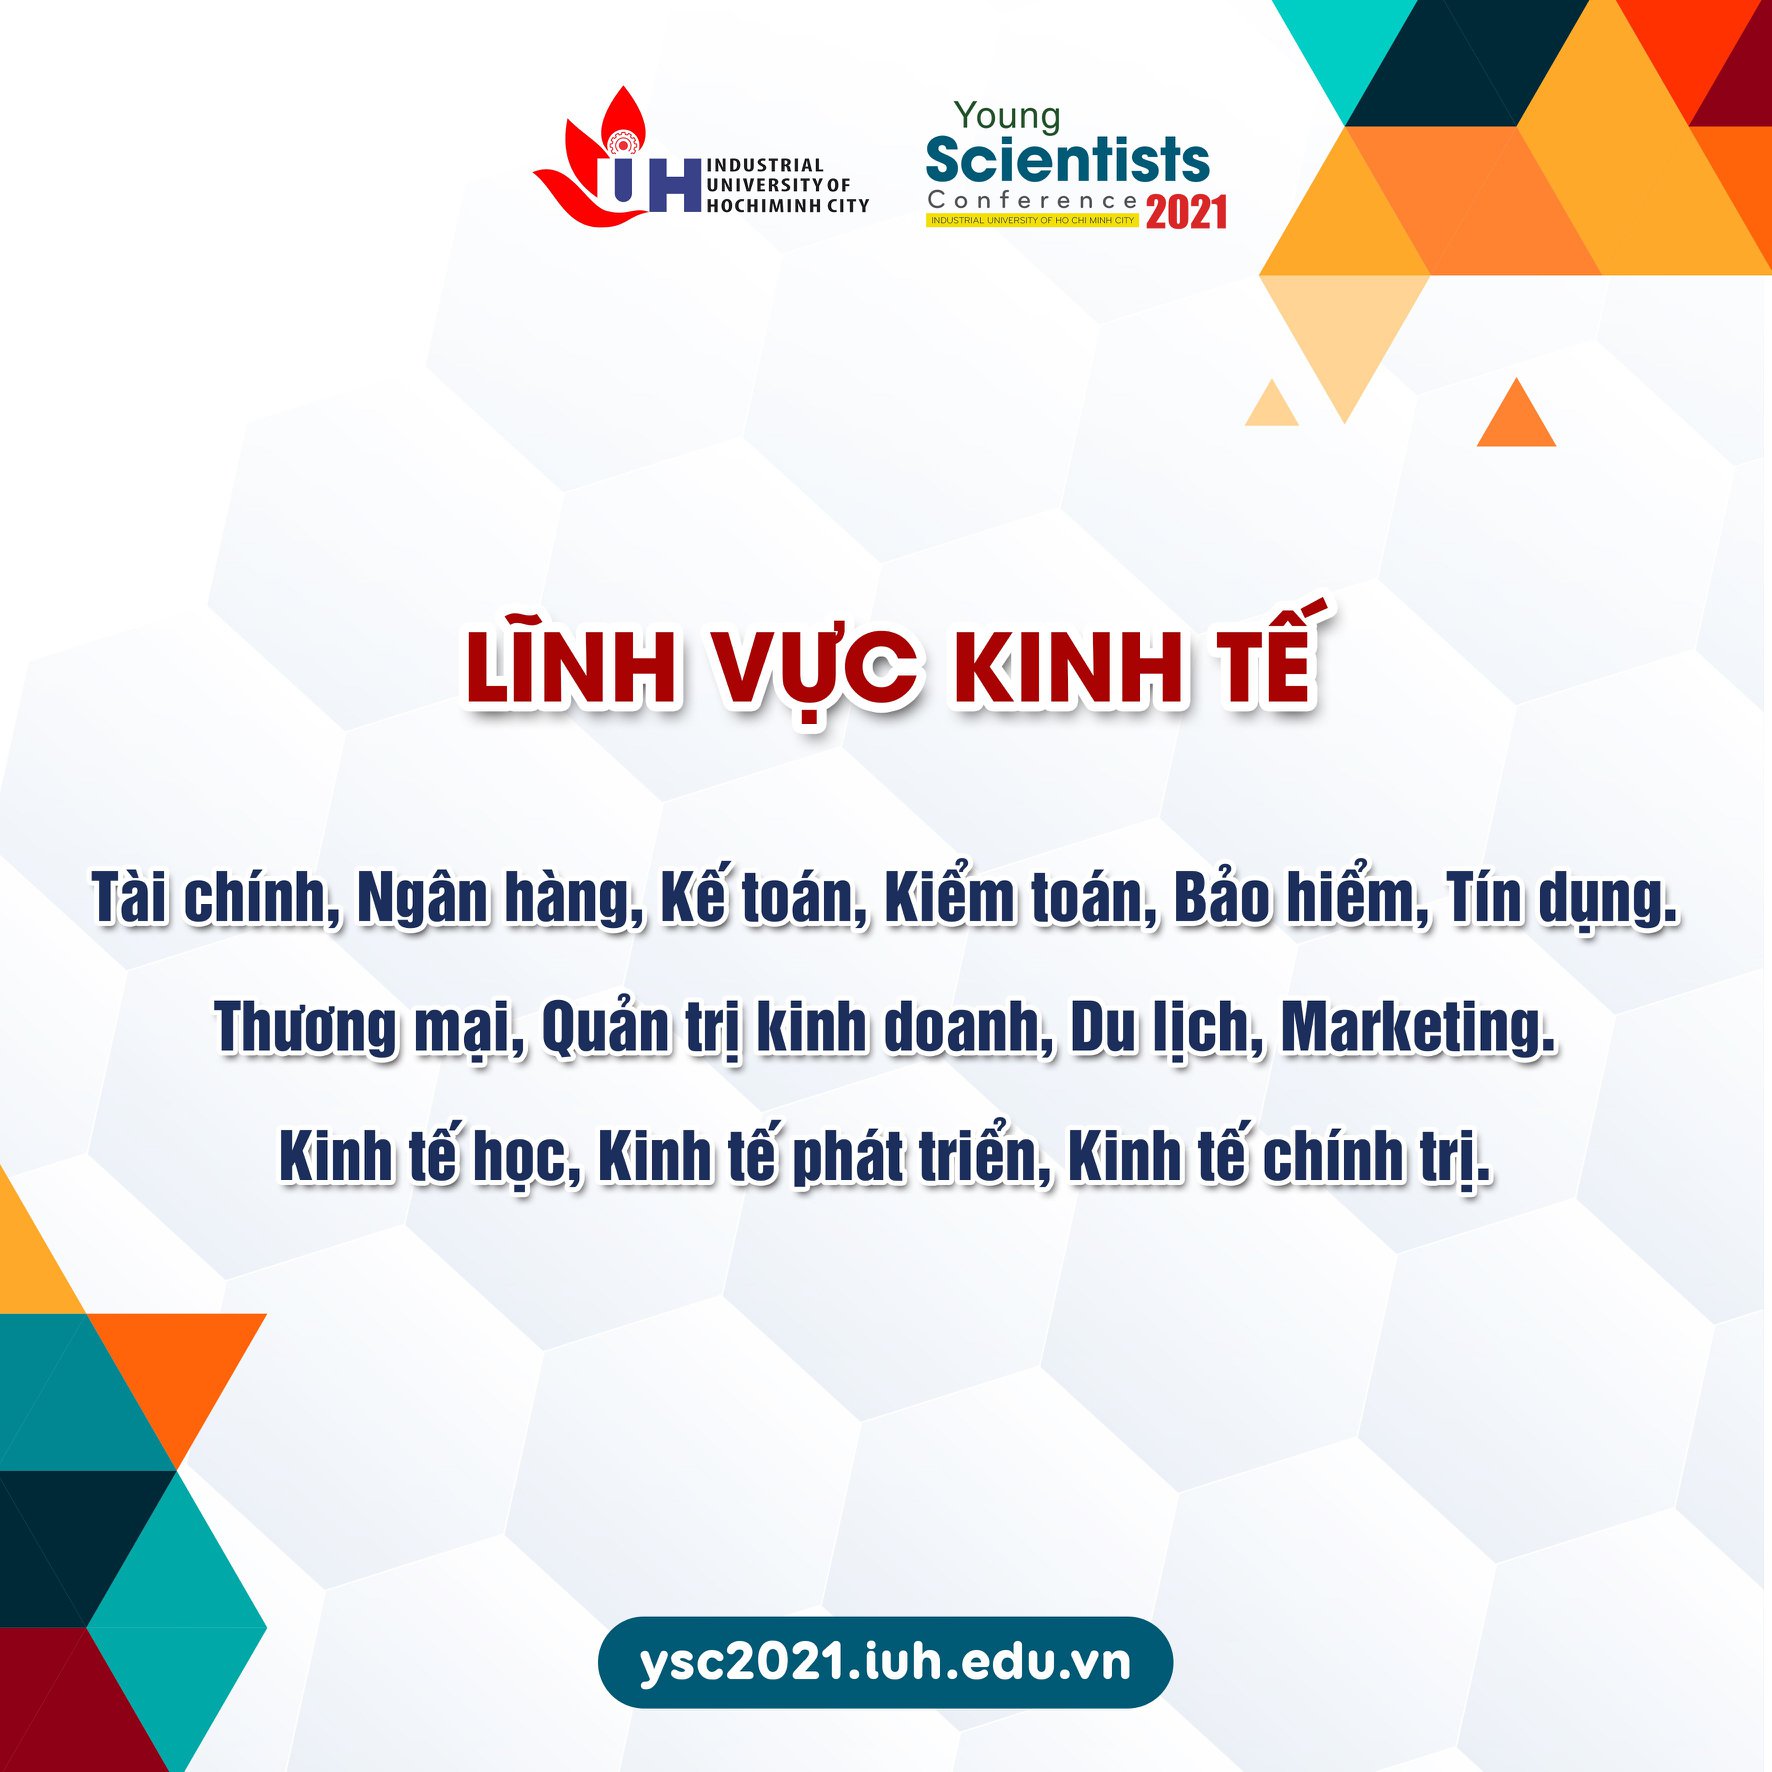 IUH INDUSTRIAL
UNIVERSITY OF
HOCHIMINH CITY
Young
Scientists
Conference 2021
INDUSTRIAL UNIVERSITY OF HO CHI MINH CITY
LĨNH VỰC KINH TẾ
Tài chính, Ngân hàng, Kế toán, Kiểm toán, Bảo hiểm, Tín dụng.
Thương mại, Quản trị kinh doanh, Du lịch, Marketing.
Kinh tế học, Kinh tế phát triển, Kinh tế chính trị.
ysc2021.iuh.edu.vn